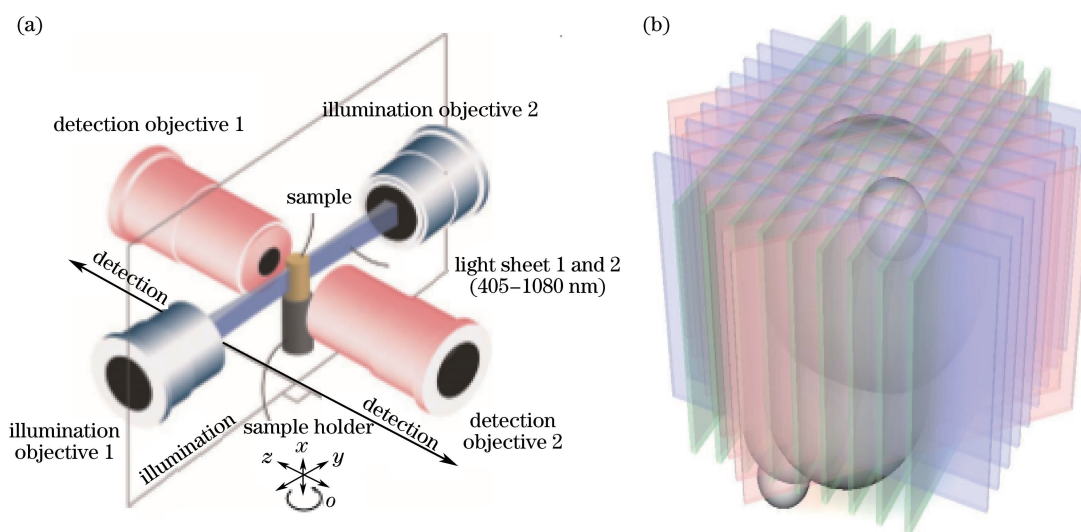 (a)
(b)
illumination objective 2
detection objective 1
sample
detection
light sheet 1 and 2
(405–1080 nm)
illumination
objective 1
illumination
sample holder
detection
detection
objective 2
x
z
y
o